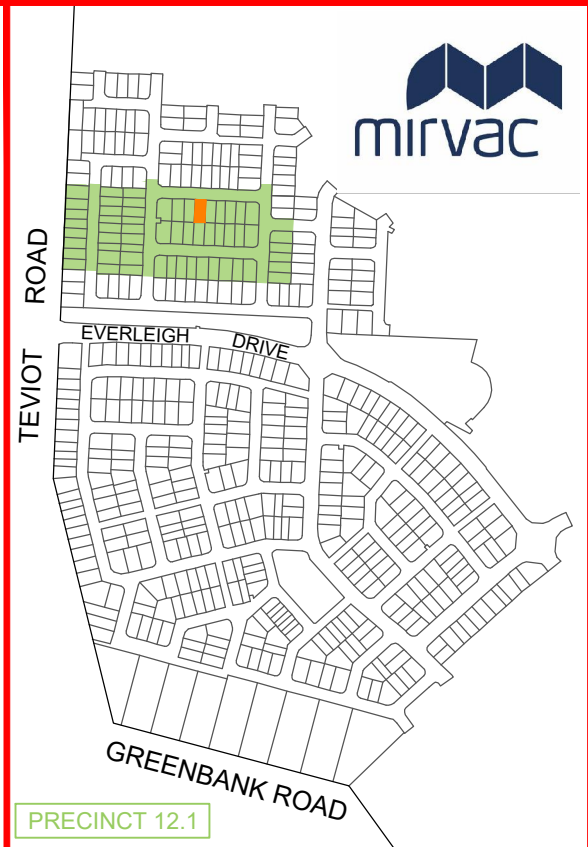 mirvac
TEVIOT ROAD
EVERLEIGH DRIVE
GREENBANK ROAD
PRECINCT 12.1